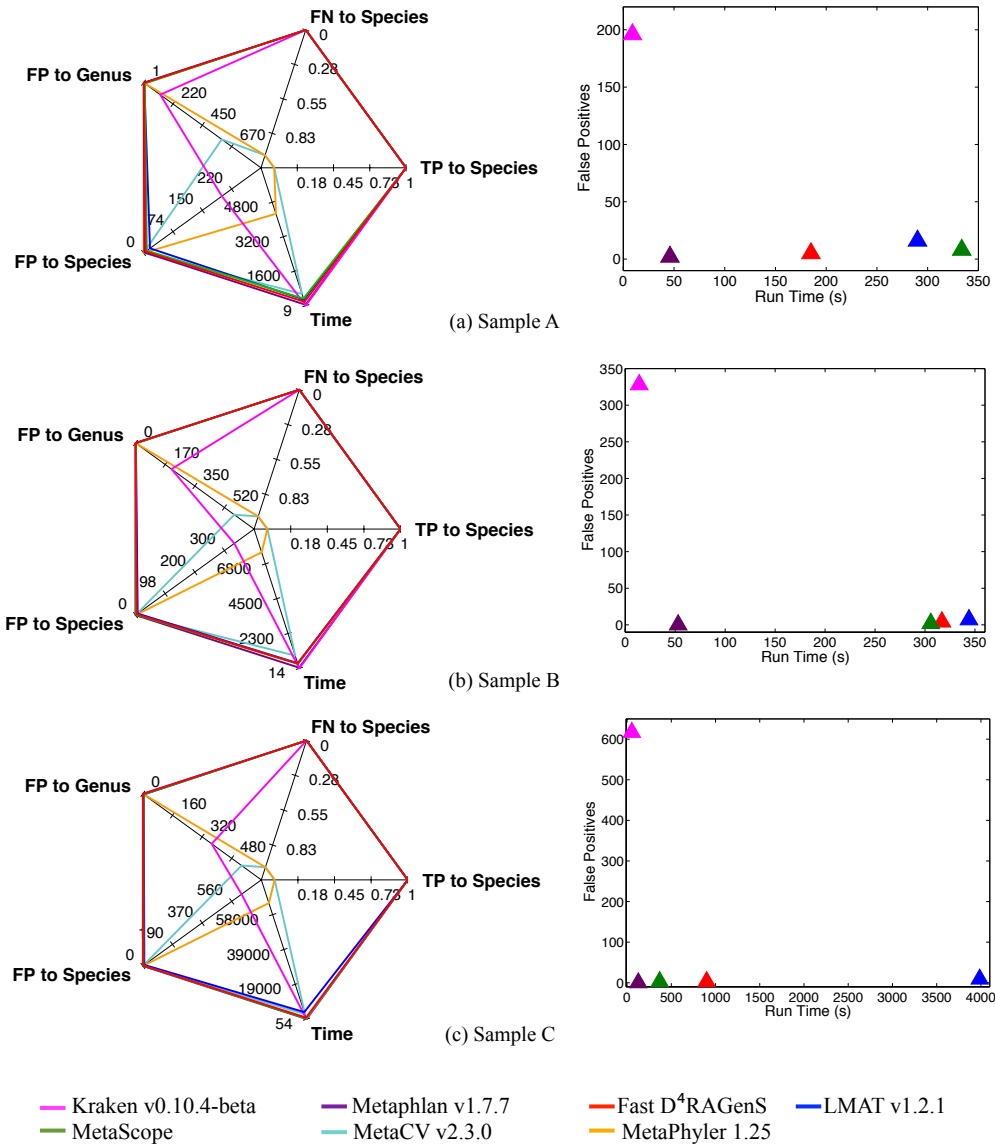 FN to Species
0
0.28
0.55
0.83
FP to Genus
1
220
450
670
TP to Species
0.18 0.45 0.73 1
FP to Species
0
74
150
220
Time
9
1600
3200
4800
False Positives
200
150
100
50
0
0 50 100 150 200 250 300 350
Run Time (s)
(a) Sample A
FN to Species
0
0.28
0.55
0.83
FP to Genus
0
170
350
520
TP to Species
0.18 0.45 0.73 1
FP to Species
0
98
200
300
Time
14
2300
4500
6800
False Positives
350
300
250
200
150
100
50
0
0 50 100 150 200 250 300 350
Run Time (s)
(b) Sample B
FN to Species
0
0.28
0.55
0.83
FP to Genus
0
160
320
480
TP to Species
0.18 0.45 0.73 1
FP to Species
0
190
370
560
Time
54
19000
39000
58000
False Positives
600
500
400
300
200
100
0
0 500 1000 1500 2000 2500 3000 3500 4000
Run Time (s)
(c) Sample C
Kraken v0.10.4-beta Metaphlan v1.7.7 Fast D⁴RAGenS LMAT v1.2.1
MetaScope MetaCV v2.3.0 MetaPhyler 1.25